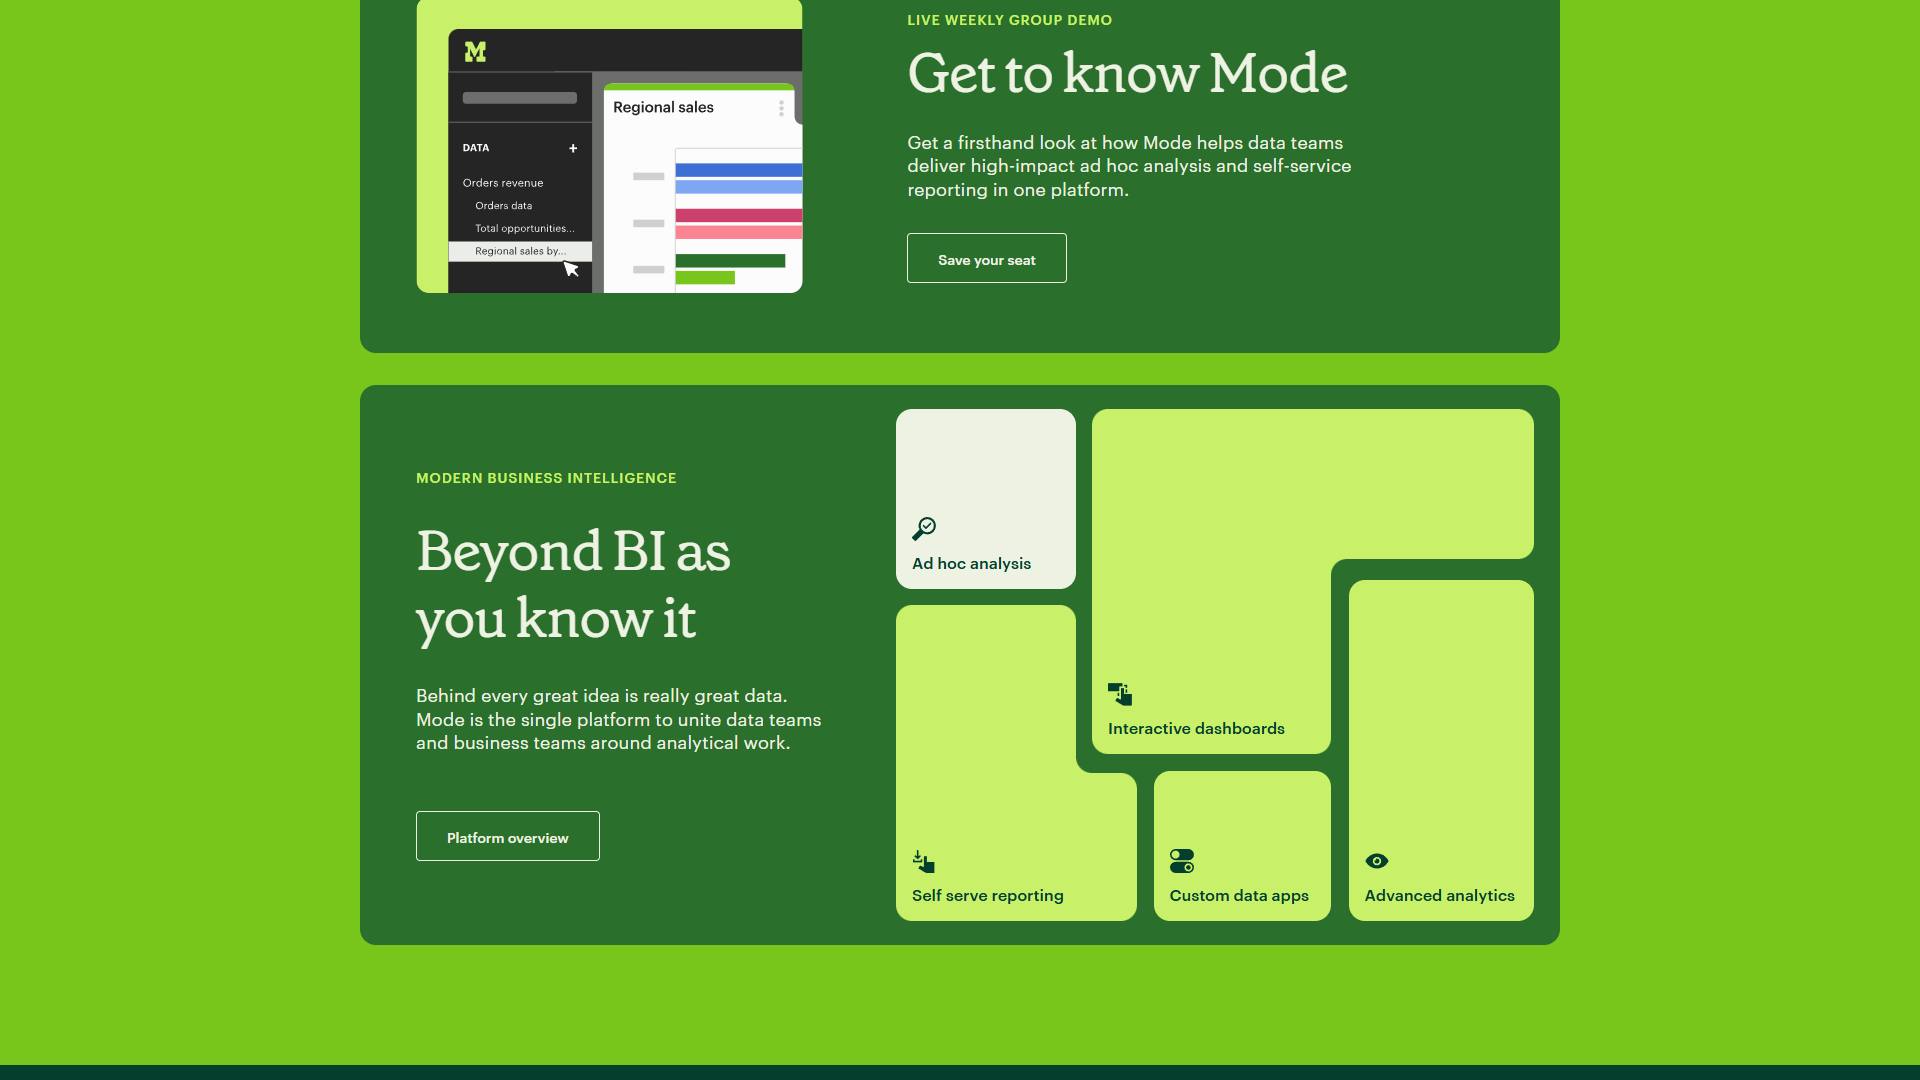 M
Regional sales
DATA +
Orders revenue
Orders data
Total opportunities...
Regional sales by...
LIVE WEEKLY GROUP DEMO
Get to know Mode
Get a firsthand look at how Mode helps data teams
deliver high-impact ad hoc analysis and self-service
reporting in one platform.
Save your seat
MODERN BUSINESS INTELLIGENCE
Beyond BI as
you know it
Behind every great idea is really great data.
Mode is the single platform to unite data teams
and business teams around analytical work.
Platform overview
Ad hoc analysis
Interactive dashboards
Self serve reporting
Custom data apps
Advanced analytics